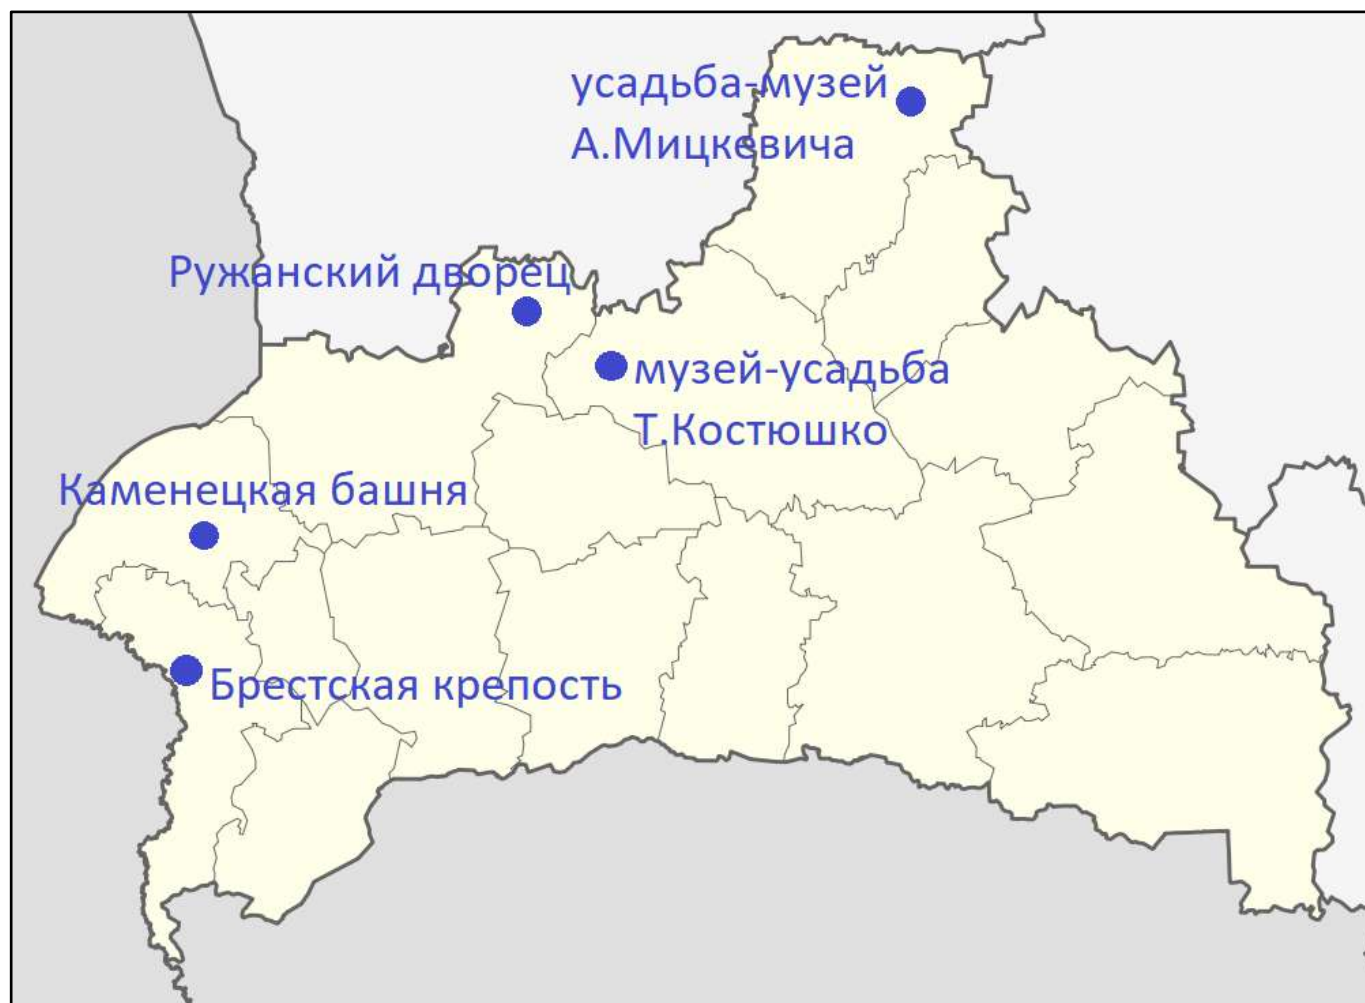 усадьба-музей
А.Мицкевича
Ружанский дворец
музей-усадьба
Т.Костюшко
Каменецкая башня
Брестская крепость